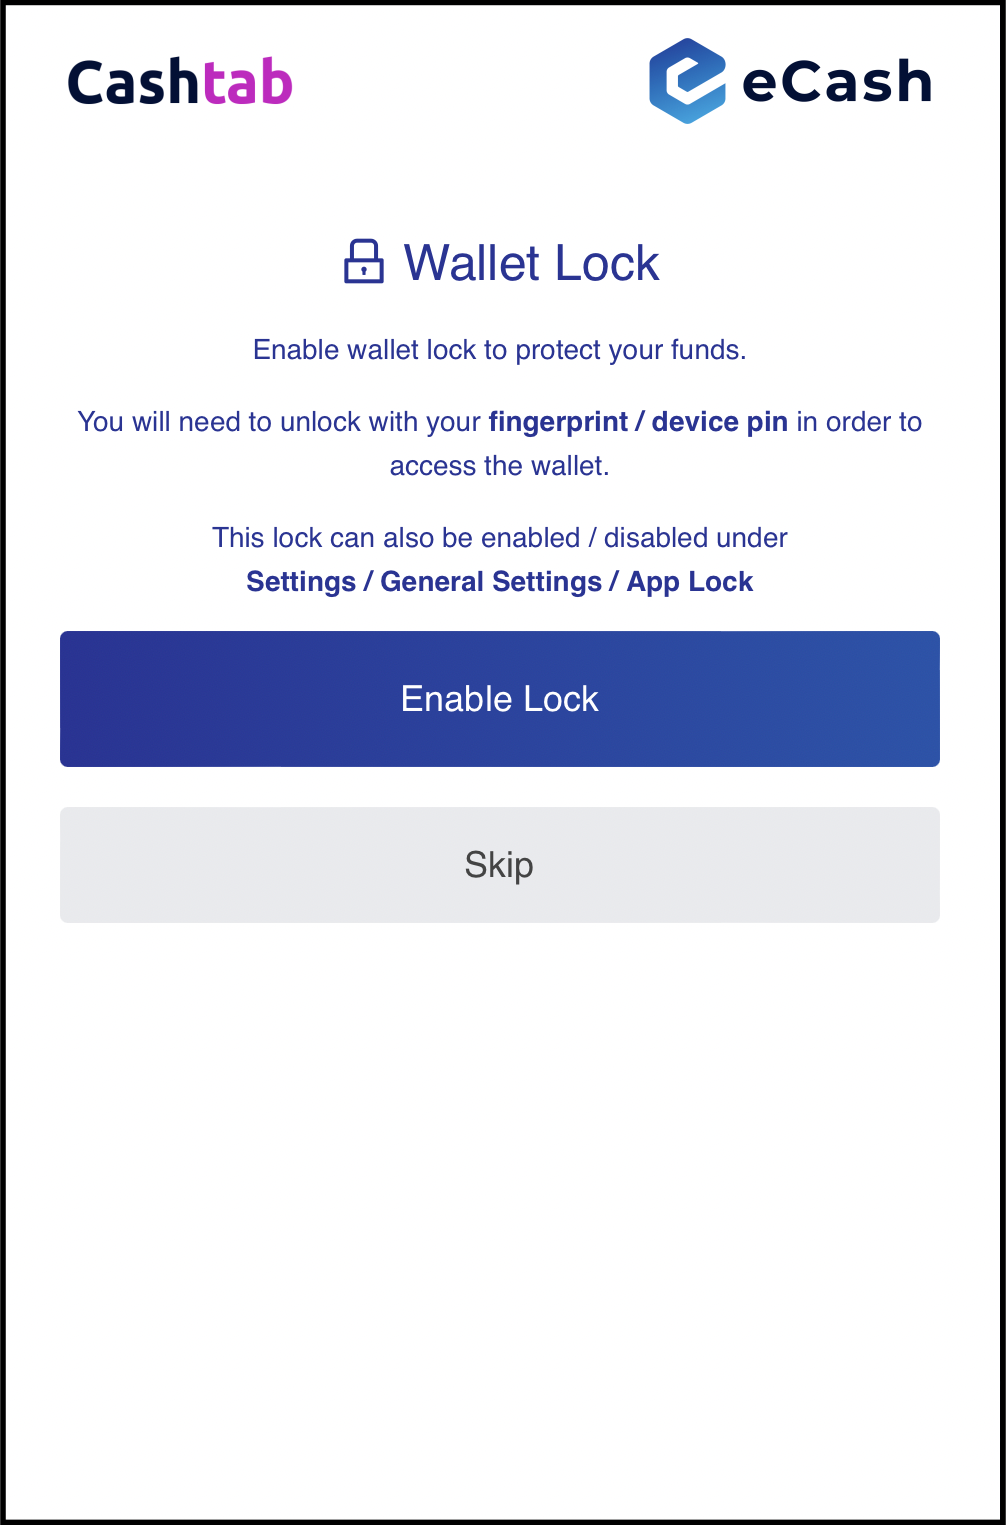 Cashtab
eCash
Wallet Lock
Enable wallet lock to protect your funds.
You will need to unlock with your fingerprint / device pin in order to
access the wallet.
This lock can also be enabled / disabled under
Settings / General Settings / App Lock
Enable Lock
Skip